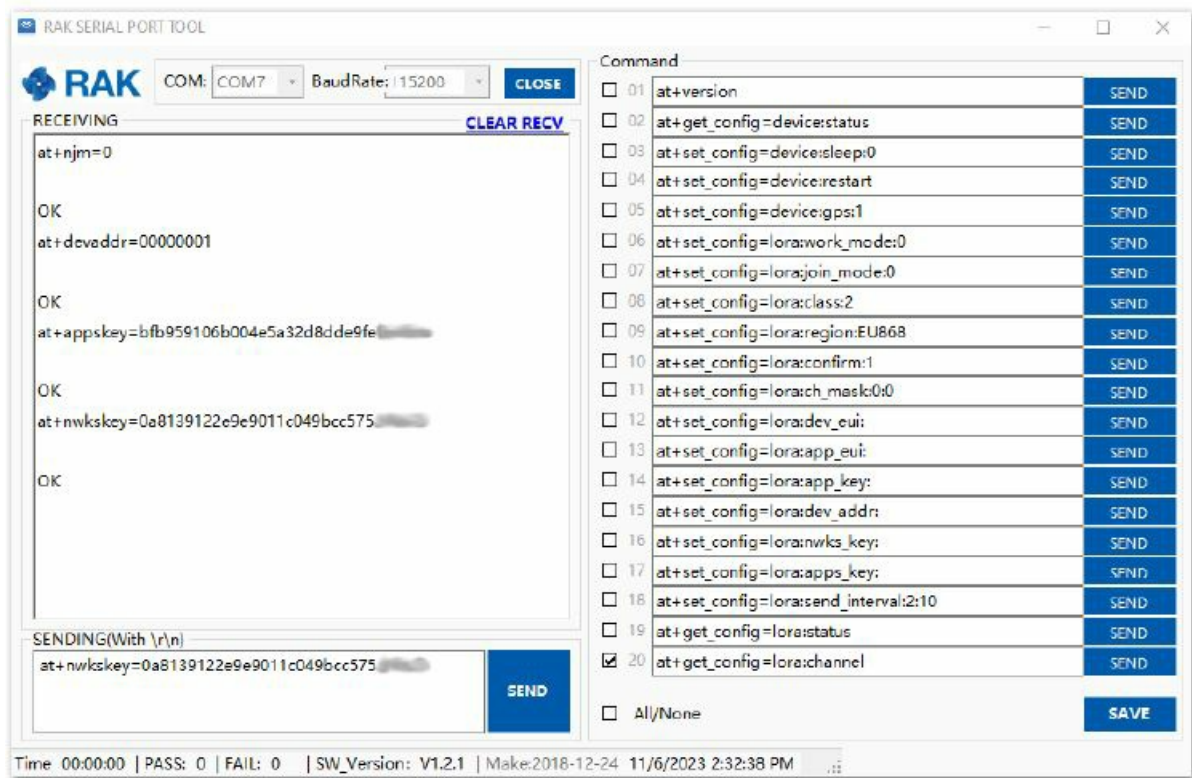 RAK SERIAL PORT TOOL
RAK
COM: COM7 BaudRate: 115200 CLOSE
RECEIVING CLEAR RECV
at+njm=0
OK
at+devaddr=00000001
OK
at+appskey=bfb959106b004e5a32d8dde9fe
OK
at+nwkskey=0a8139122e9e9011c049bcc575
OK
SENDING(With \r\n)
at+nwkskey=0a8139122e9e9011c049bcc575
SEND
Command
01 at+version SEND
02 at+get_config=device:status SEND
03 at+set_config=device:sleep:0 SEND
04 at+set_config=device:restart SEND
05 at+set_config=device:gps:1 SEND
06 at+set_config=lora:work_mode:0 SEND
07 at+set_config=lora:join_mode:0 SEND
08 at+set_config=lora:class:2 SEND
09 at+set_config=lora:region:EU868 SEND
10 at+set_config=lora:confirm:1 SEND
11 at+set_config=lora:ch_mask:0:0 SEND
12 at+set_config=lora:dev_eui: SEND
13 at+set_config=lora:app_eui: SEND
14 at+set_config=lora:app_key: SEND
15 at+set_config=lora:dev_addr: SEND
16 at+set_config=lora:nwks_key: SEND
17 at+set_config=lora:apps_key: SEND
18 at+set_config=lora:send_interval:2:10 SEND
19 at+get_config=lora:status SEND
20 at+get_config=lora:channel SEND
All/None SAVE
Time 00:00:00 | PASS: 0 | FAIL: 0 | SW_Version: V1.2.1 | Make:2018-12-24 11/6/2023 2:32:38 PM